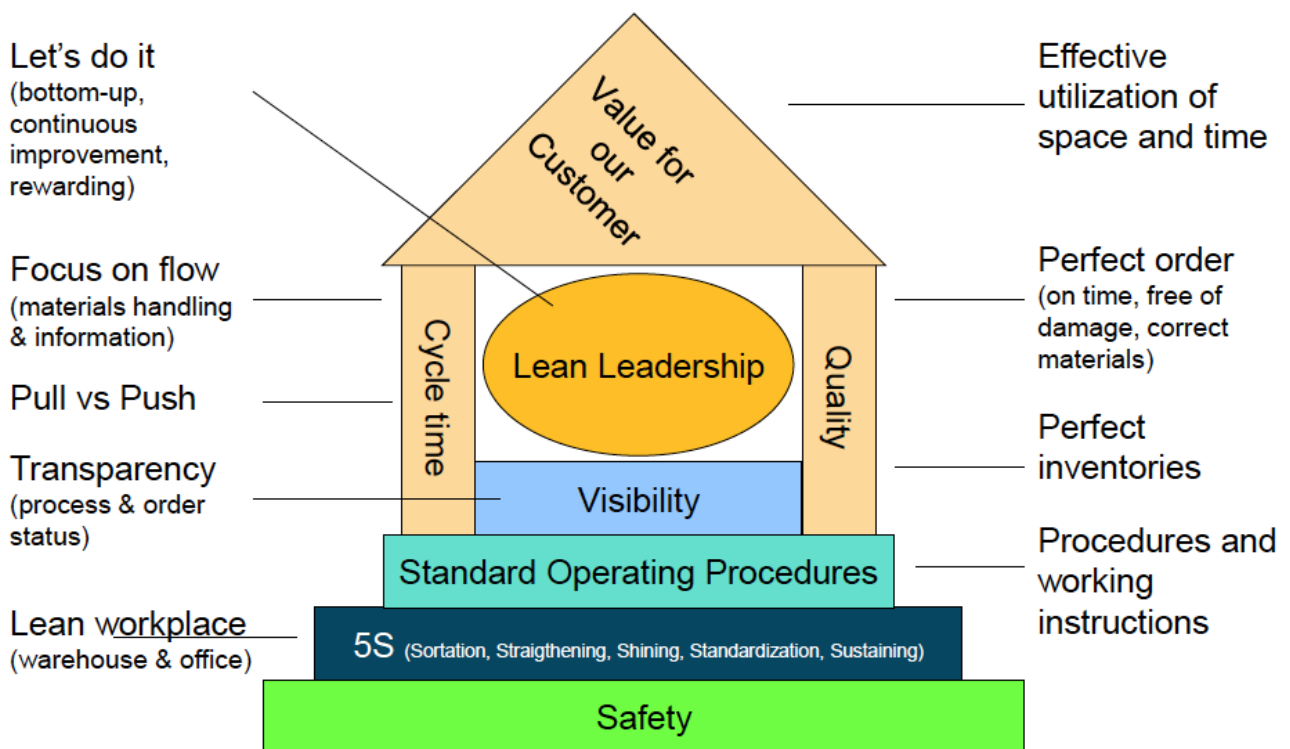 Let's do it
(bottom-up,
continuous
improvement,
rewarding)
Focus on flow
(materials handling
& information)
Pull vs Push
Transparency
(process & order
status)
Lean workplace
(warehouse & office)
Value for
our
Customer
Cycle time
Lean Leadership
Quality
Visibility
Standard Operating Procedures
5S (Sortation, Straigthening, Shining, Standardization, Sustaining)
Safety
Effective
utilization of
space and time
Perfect order
(on time, free of
damage, correct
materials)
Perfect
inventories
Procedures and
working
instructions